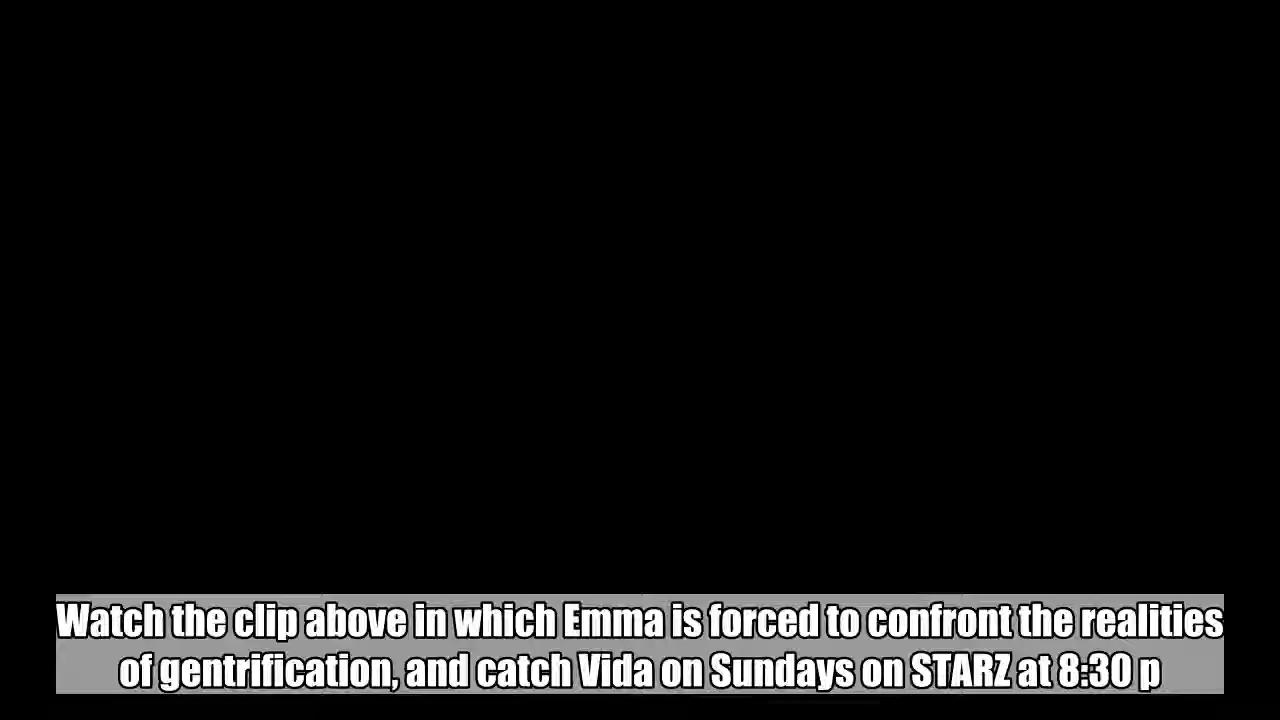 Watch the clip above in which Emma is forced to confront the realities
of gentrification, and catch Vida on Sundays on STARZ at 8:30 p